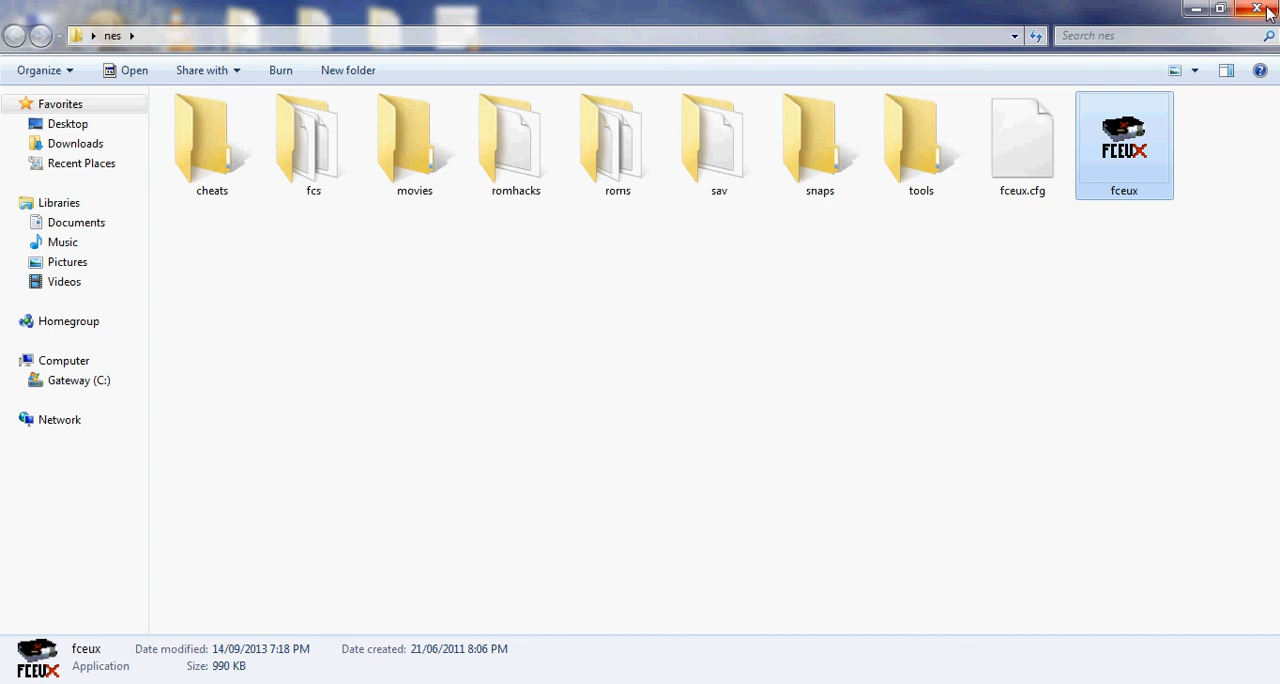 nes
Search nes
Organize Open Share with Burn New folder
Favorites
Desktop
Downloads
Recent Places
Libraries
Documents
Music
Pictures
Videos
Homegroup
Computer
Gateway (C:)
Network
FCEUX
cheats fcs movies romhacks roms sav snaps tools fceux.cfg fceux
FCEUX
fceux Date modified: 14/09/2013 7:18 PM Date created: 21/06/2011 8:06 PM
Application Size: 990 KB